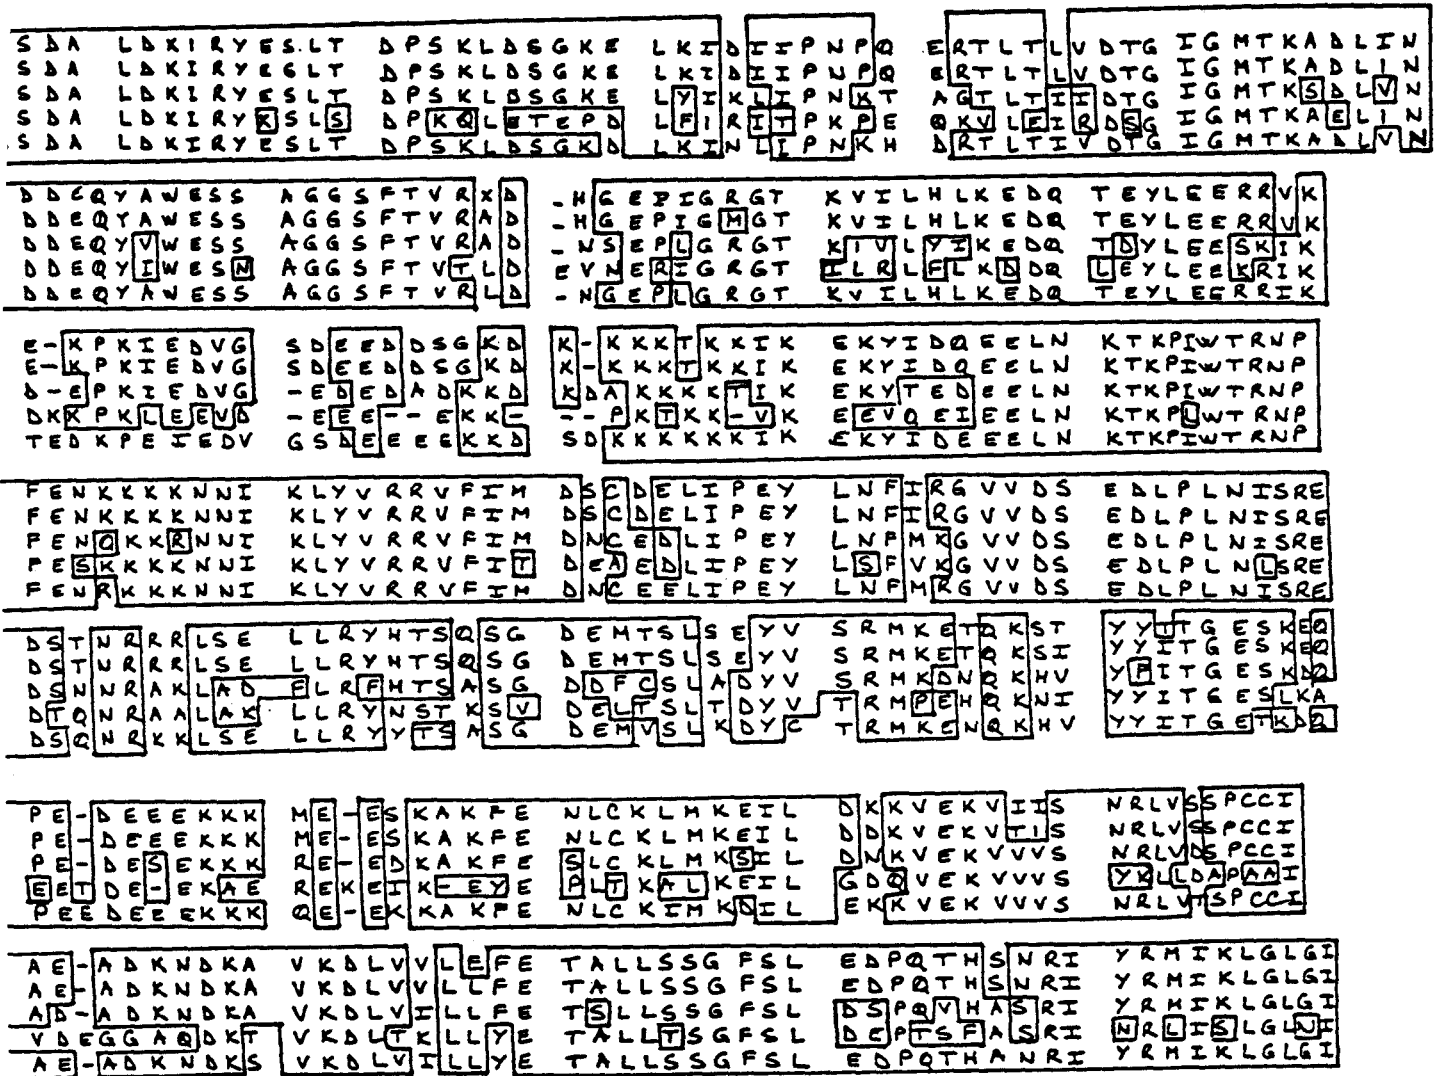 SDA LDKIRYESLT DPSKLDSGKE LKIDIIPNPQ ERTLTLVDTG IGMTKADLIN
SDA LDKIRYESLT DPSKLDSGKE LKIDIIPNPQ ERTLTLVDTG IGMTKADLIN
SDA LDKIRYESLT DPSKLDSGKE LYIKLIPNKT AGTLTIIDTG IGMTKSDLVN
SDA LDKIRYKSLS DPKQLETEPD LFIRITPKPE QKVLEIRDSG IGMTKAELIN
SDA LDKIRYESLT DPSKLDSGKD LKINLIPNKH DRTLTIVDTG IGMTKADLVN
DDEQYAWESS AGGSFTVRXD -HGEPIGRGT KVILHLKEDQ TEYLEERRVK
DDEQYAWESS AGGSFTVRAD -HGEPIGMGT KVILHLKEDQ TEYLEERRVK
DDEQYVWESS AGGSFTVRAD -NSEPLGRGT KIVLYIKEDQ TDYLEESKIK
DDEQYIWESN AGGSFTVTLD EVNERIGRGT ILRLFLKDDQ LEYLEEKRIK
DDEQYAWESS AGGSFTVRLD -NGEPLGRGT KVILHLKEDQ TEYLEERRIK
E-KPKIEDVG SDEEDDSGKD K-KKKTKKIK EKYIDQEELN KTKPIWTRNP
E-KPKIEDVG SDEEDDSGKD K-KKKTKKIK EKYIDQEELN KTKPIWTRNP
D-EPKIEDVG -EDEDADKKD KDAKKKKTIK EKYTEDEELN KTKPIWTRNP
DKKPKLEEVD -EEE--EKK- --PKTKK-VK EEVQEIEELN KTKPLWTRNP
TEDKPEIEDV GSDEEEEKKD SDKKKKKKIK EKYIDEEELN KTKPIWTRNP
FENKKKKNNI KLYVRRVFIM DSCDELIPEY LNFIRGVVDS EDLPLNISRE
FENKKKKNNI KLYVRRVFIM DSCDELIPEY LNFIRGVVDS EDLPLNISRE
FENQKKRNNI KLYVRRVFIM DNCEDLIPEY LNFMKGVVDS EDLPLNISRE
FESKKKKNNI KLYVRRVFIT DEAEDLIPEY LSFVKGVVDS EDLPLNLSRE
FENRKKKNNI KLYVRRVFIM DNCEELIPEY LNFMRGVVDS EDLPLNISRE
DSTNRRRLSE LLRYHTSQSG DEMTSLSEYV SRMKETQKST YYITGESKEQ
DSTNRRRLSE LLRYHTSQSG DEMTSLSEYV SRMKETQKSI YYITGESKEQ
DSNNRAKLAD FLRFHTSASG DDFCSLADYV SRMKDNQKHV YFITGESKDQ
DTQNRAALAK LLRYNSTKSV DELTSLTDYV TRMPEHQKNI YYITGESLKA
DSQNRKKLSE LLRYYTSASG DEMVSLKDYC TRMKENQKHV YYITGETKDQ
PE-DEEEKKK ME-ESKAKFE NLCKLMKEIL DKKVEKVIIS NRLVSSPCCI
PE-DEEEKKK ME-ESKAKFE NLCKLMKEIL DDKVEKVTIS NRLVSSPCCI
PE-DESEKKK RE-EDKAKFE SLCKLMKSIL DNKVEKVVVS NRLVDSPCCI
EETDE-EKAE REKEIK-EYE PLTKALKEIL GDQVEKVVVS YKLLDAPAAI
PEEDEEEKKK QE-EKKAKFE NLCKIMKDIL EKKVEKVVVS NRLVTSPCCI
AE-ADKNDKA VKDLVVLEFE TALLSSGFSL EDPQTHSNRI YRMIKLGLGI
AE-ADKNDKA VKDLVVLLFE TALLSSGFSL EDPQTHSNRI YRMIKLGLGI
AD-ADKNDKA VKDLVILLFE TSLLSSGFSL DSPQVHASRI YRMIKLGLGI
VDEGGAQDKT VKDLTKLLYE TALLTSGFSL DEPTSFASRI NRLISLGLNI
AE-ADKNDKS VKDLVILLYE TALLSSGFSL EDPQTHANRI YRMIKLGLGI